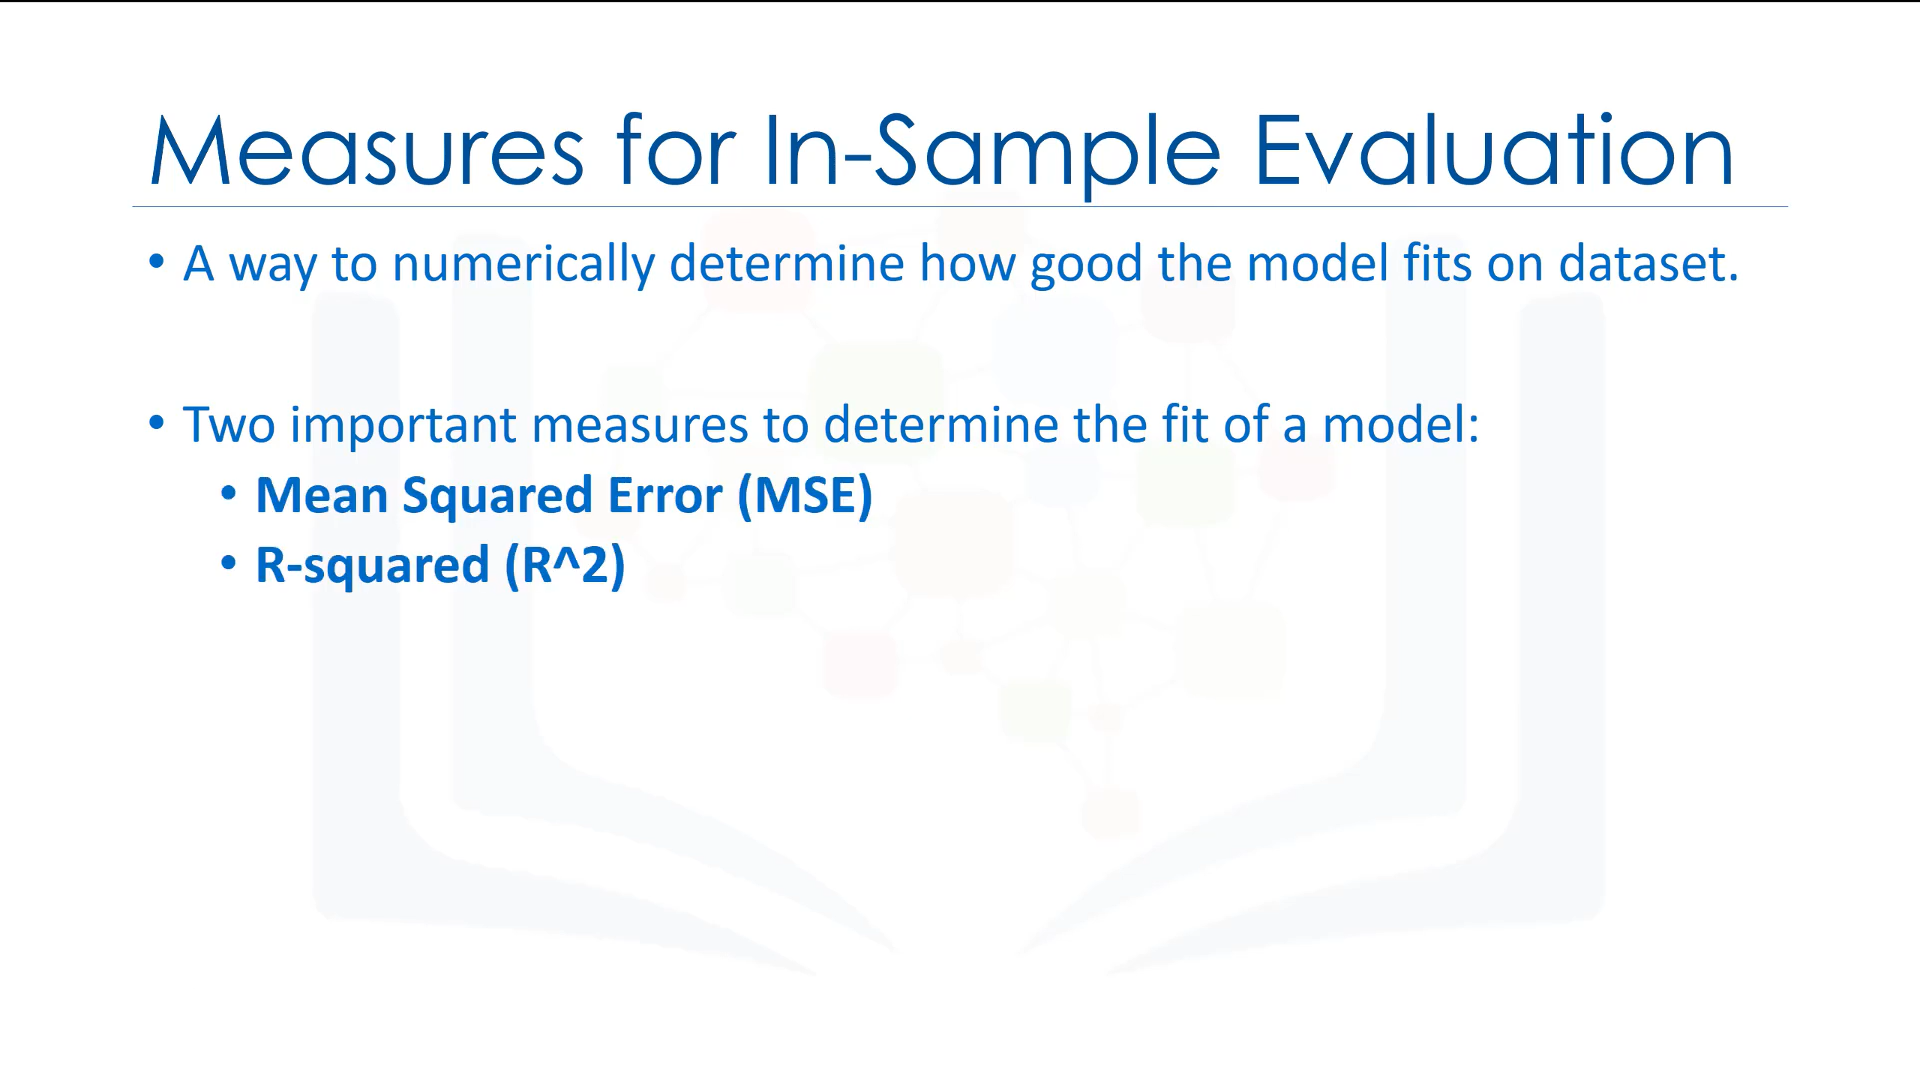 Measures for In-Sample Evaluation
• A way to numerically determine how good the model fits on dataset.
• Two important measures to determine the fit of a model:
• Mean Squared Error (MSE)
• R-squared (R^2)